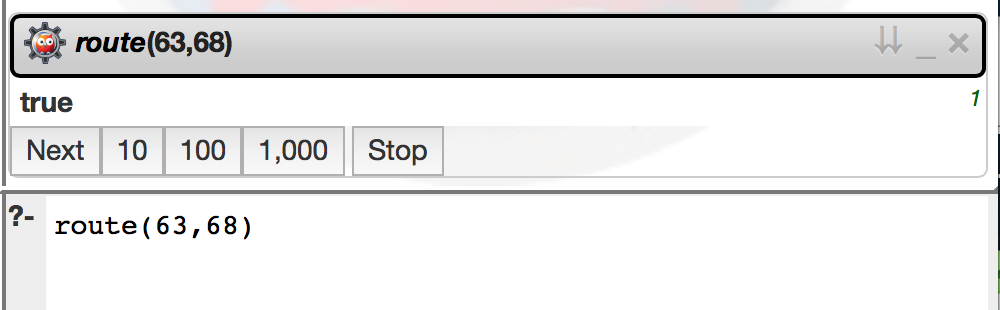 route(63,68)
true 1
Next 10 100 1,000 Stop
?- route(63,68)